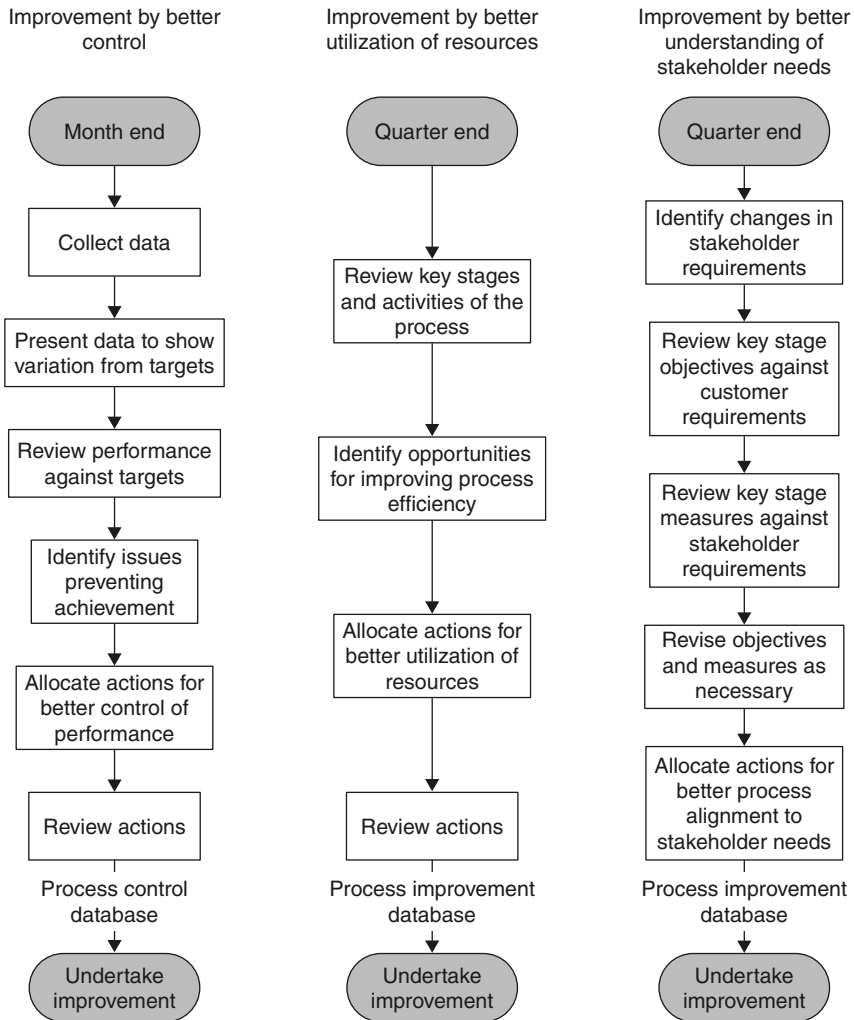 Improvement by better
control
Month end
Collect data
Present data to show
variation from targets
Review performance
against targets
Identify issues
preventing
achievement
Allocate actions for
better control of
performance
Review actions
Process control
database
Undertake
improvement
Improvement by better
utilization of resources
Quarter end
Review key stages
and activities of the
process
Identify opportunities
for improving process
efficiency
Allocate actions for
better utilization of
resources
Review actions
Process improvement
database
Undertake
improvement
Improvement by better
understanding of
stakeholder needs
Quarter end
Identify changes in
stakeholder
requirements
Review key stage
objectives against
customer
requirements
Review key stage
measures against
stakeholder
requirements
Revise objectives
and measures as
necessary
Allocate actions for
better process
alignment to
stakeholder needs
Process improvement
database
Undertake
improvement